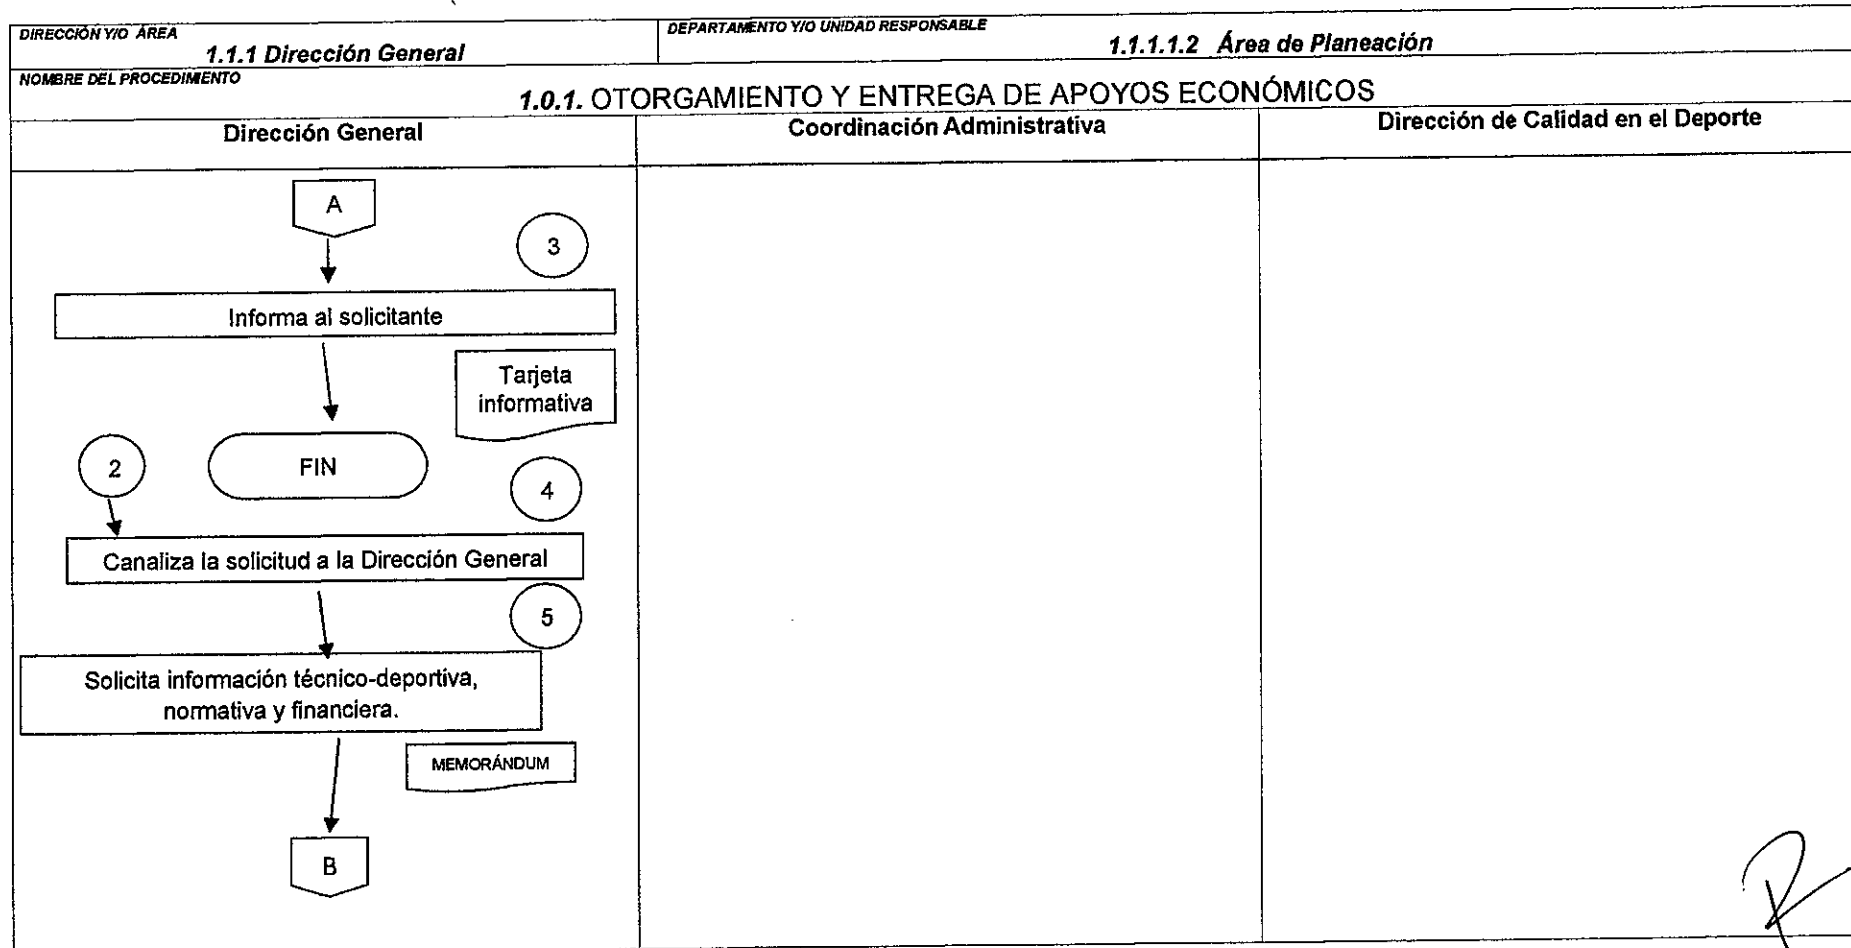 DIRECCIÓN Y/O ÁREA
1.1.1 Dirección General
DEPARTAMENTO Y/O UNIDAD RESPONSABLE
1.1.1.1.2 Área de Planeación
NOMBRE DEL PROCEDIMIENTO
1.0.1. OTORGAMIENTO Y ENTREGA DE APOYOS ECONÓMICOS
Dirección General
Coordinación Administrativa
Dirección de Calidad en el Deporte
A
3
Informa al solicitante
Tarjeta
informativa
2
FIN
4
Canaliza la solicitud a la Dirección General
5
Solicita información técnico-deportiva,
normativa y financiera.
MEMORÁNDUM
B